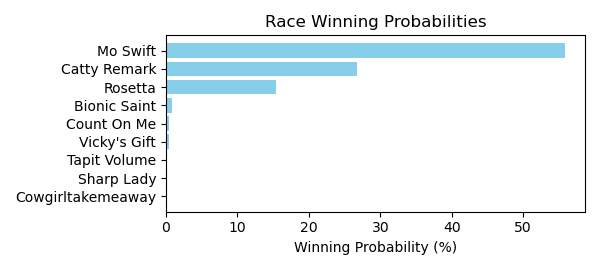 Race Winning Probabilities
Mo Swift
Catty Remark
Rosetta
Bionic Saint
Count On Me
Vicky's Gift
Tapit Volume
Sharp Lady
Cowgirltakemeaway
0 10 20 30 40 50
Winning Probability (%)